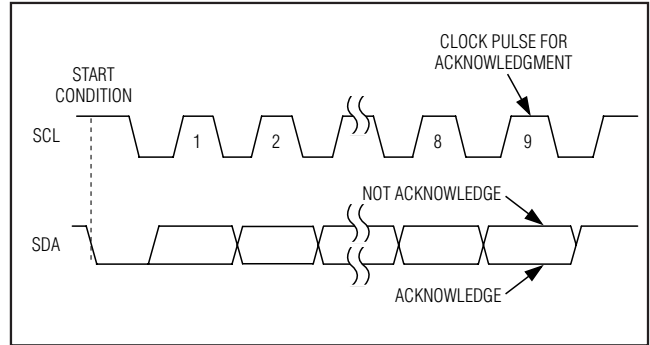 CLOCK PULSE FOR
ACKNOWLEDGMENT
START
CONDITION
SCL
1 2 8 9
NOT ACKNOWLEDGE
SDA
ACKNOWLEDGE